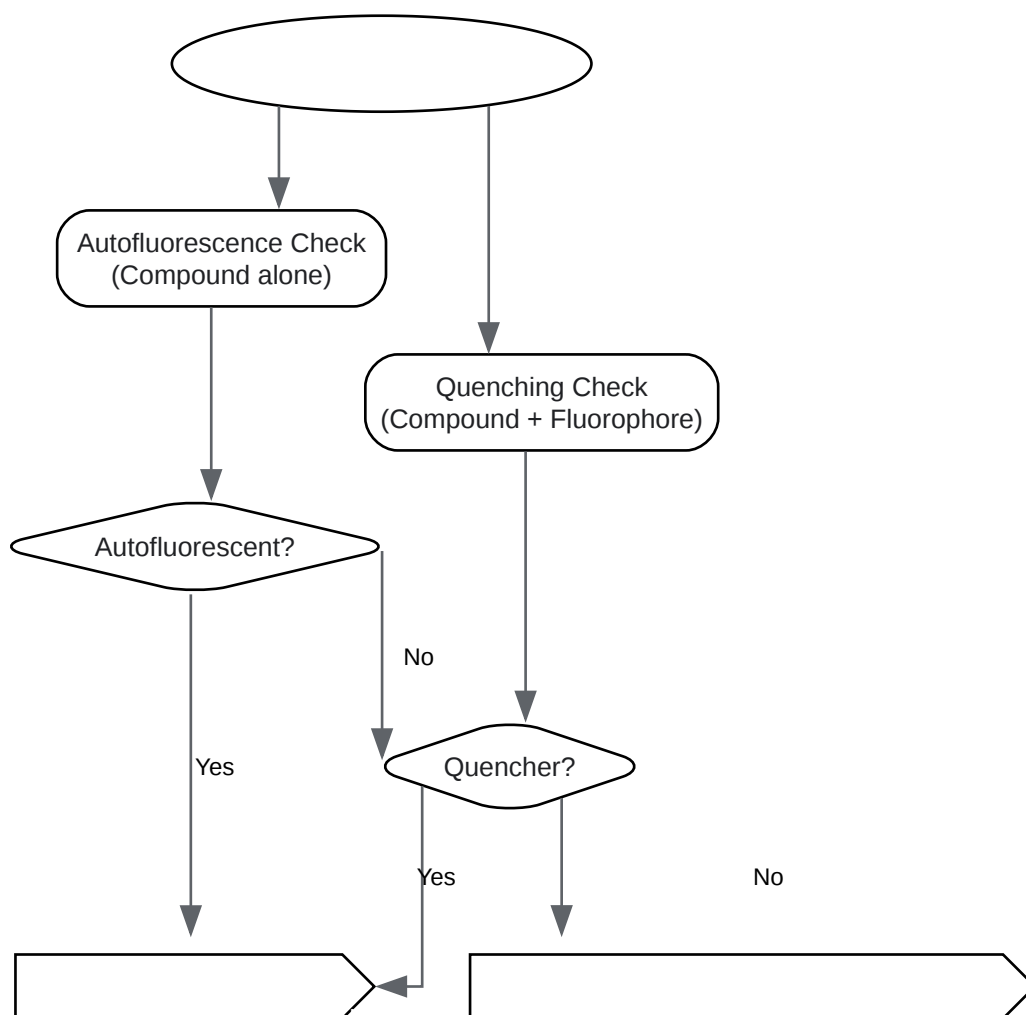 Autofluorescence Check
(Compound alone)
Quenching Check
(Compound + Fluorophore)
Autofluorescent?
No
Yes
Quencher?
Yes
No